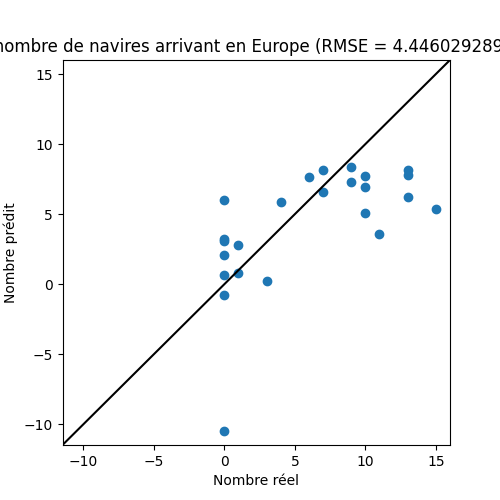 nombre de navires arrivant en Europe (RMSE = 4.446029289
15
10
5
0
−5
−10
Nombre prédit
−10 −5 0 5 10 15
Nombre réel